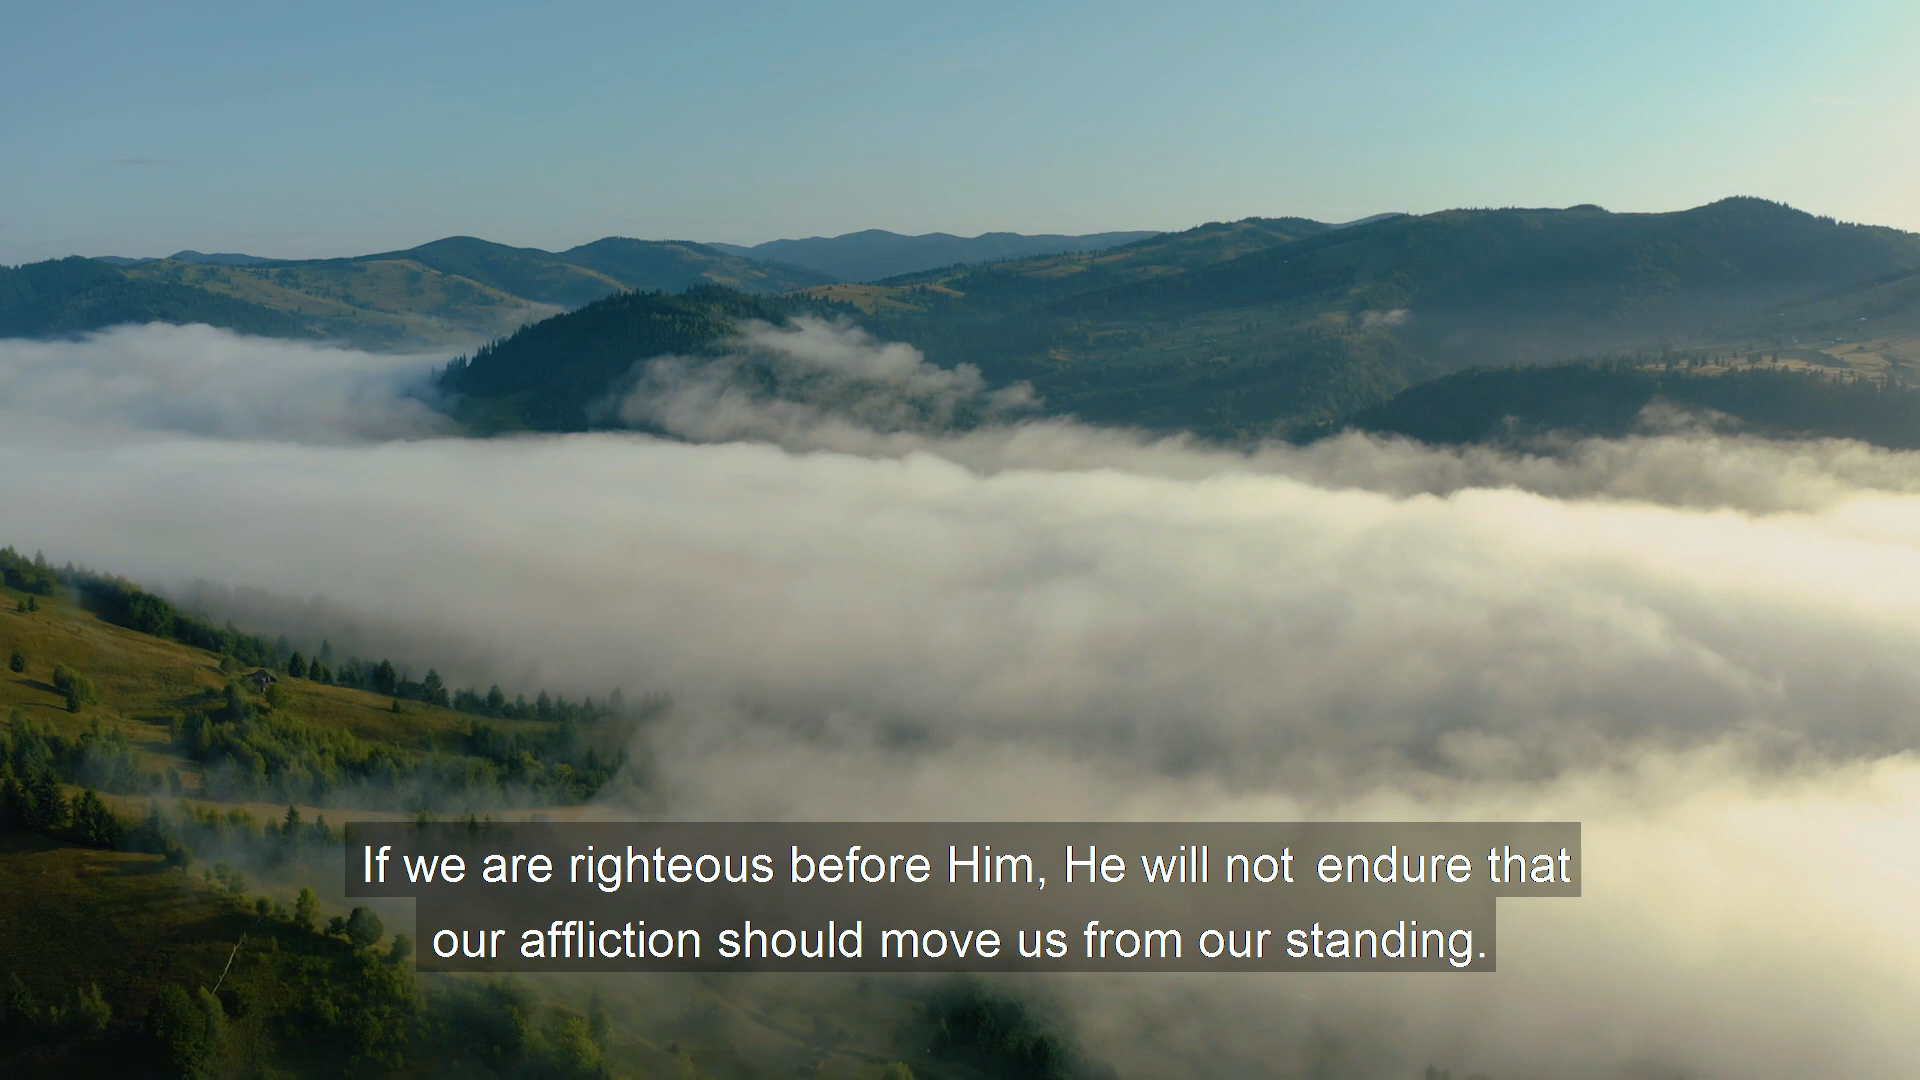 If we are righteous before Him, He will not endure that
our affliction should move us from our standing.